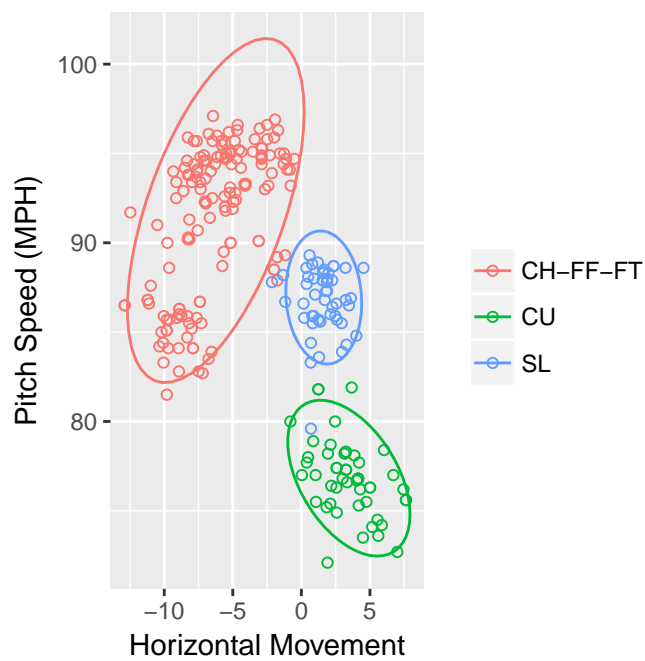 100
90
80
Pitch Speed (MPH)
−10
−5
0
5
Horizontal Movement
CH−FF−FT
CU
SL